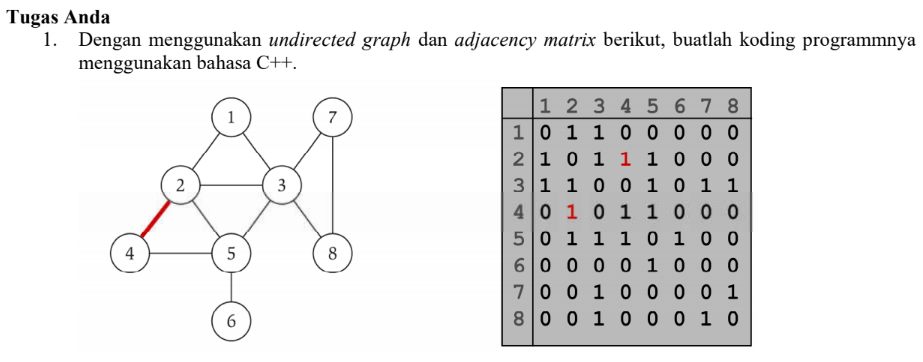 Tugas Anda
1. Dengan menggunakan undirected graph dan adjacency matrix berikut, buatlah koding programmnya
menggunakan bahasa C++.
1 7
2 3
4 5 8
6
1 2 3 4 5 6 7 8
1 0 1 1 0 0 0 0 0
2 1 0 1 1 1 0 0 0
3 1 1 0 0 1 0 1 1
4 0 1 0 1 1 0 0 0
5 0 1 1 1 0 1 0 0
6 0 0 0 0 1 0 0 0
7 0 0 1 0 0 0 0 1
8 0 0 1 0 0 0 1 0